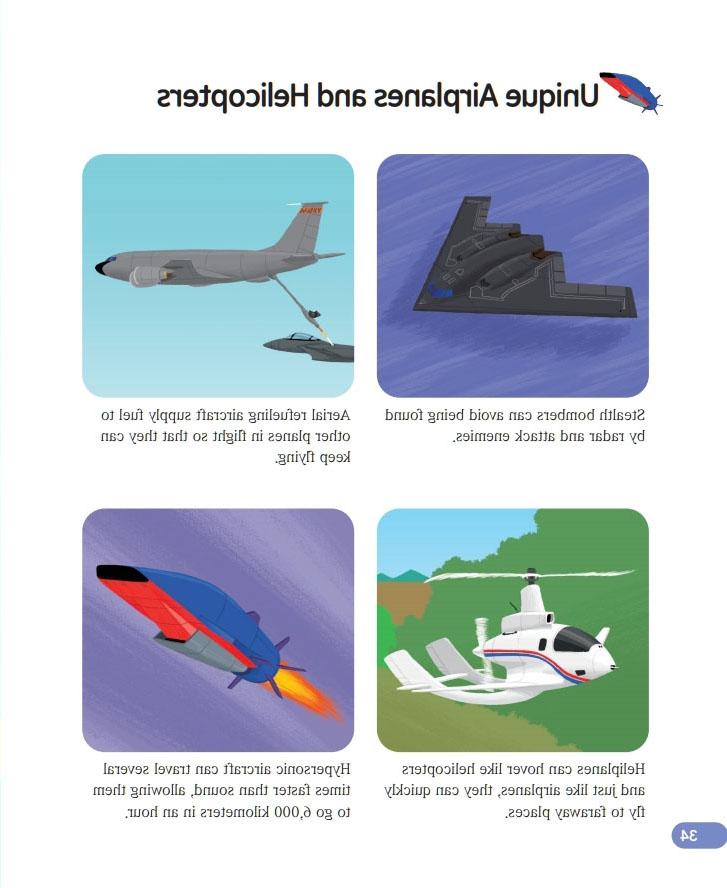 Unique Airplanes and Helicopters
Stealth bombers can avoid being found
by radar and attack enemies.
Aerial refueling aircraft supply fuel to
other planes in flight so that they can
keep flying.
Heliplanes can hover like helicopters
and just like airplanes, they can quickly
fly to faraway places.
Hypersonic aircraft can travel several
times faster than sound, allowing them
to go 6,000 kilometers in an hour.
34